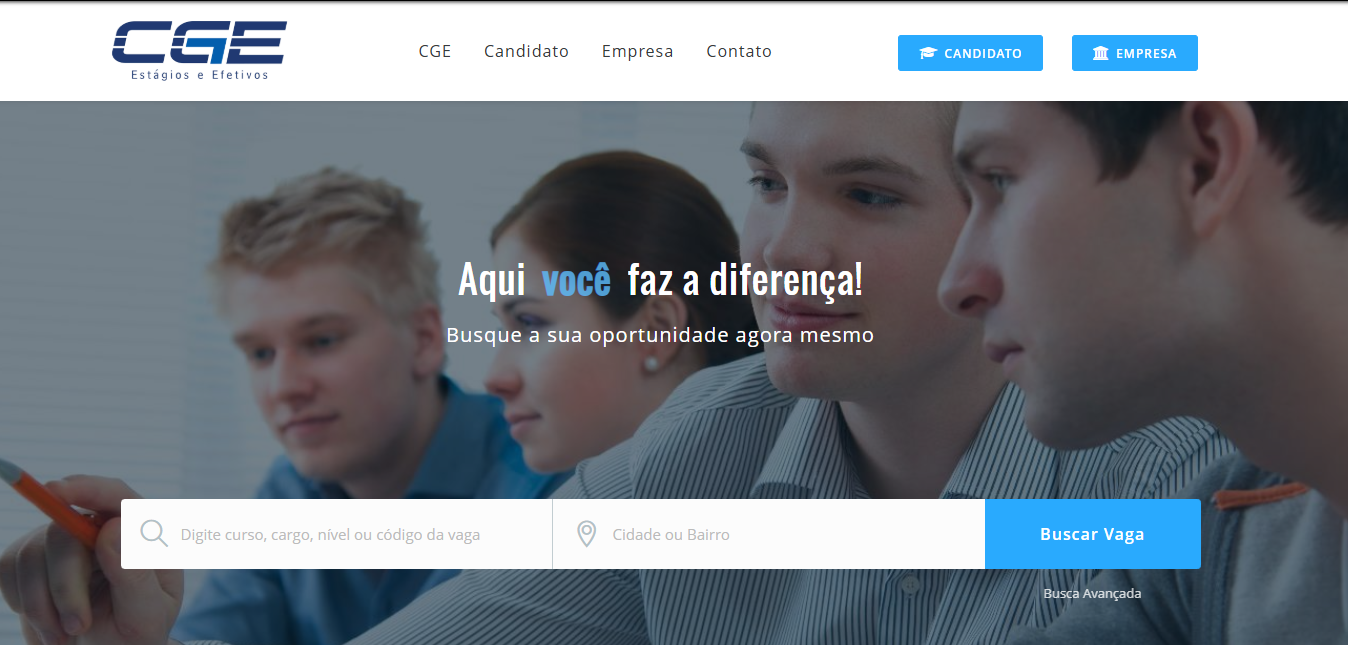 CGE
Estágios e Efetivos
CGE Candidato Empresa Contato
CANDIDATO
EMPRESA
Aqui você faz a diferença!
Busque a sua oportunidade agora mesmo
Digite curso, cargo, nível ou código da vaga
Cidade ou Bairro
Buscar Vaga
Busca Avançada